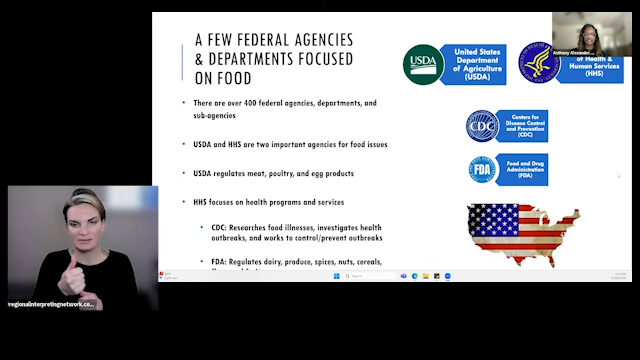 A FEW FEDERAL AGENCIES
& DEPARTMENTS FOCUSED
ON FOOD
• There are over 400 federal agencies, departments, and
sub-agencies
• USDA and HHS are two important agencies for food issues
• USDA regulates meat, poultry, and egg products
• HHS focuses on health programs and services
• CDC: Researches food illnesses, investigates health
outbreaks, and works to control/prevent outbreaks
• FDA: Regulates dairy, produce, spices, nuts, cereals,
USDA
United States
Department
of Agriculture
(USDA)
of Health &
Human Services
(HHS)
Anthony Alexander...
CDC
Centers for
Disease Control
and Prevention
(CDC)
FDA
Food and Drug
Administration
(FDA)
Search
regionalinterpretingnetwork.co...